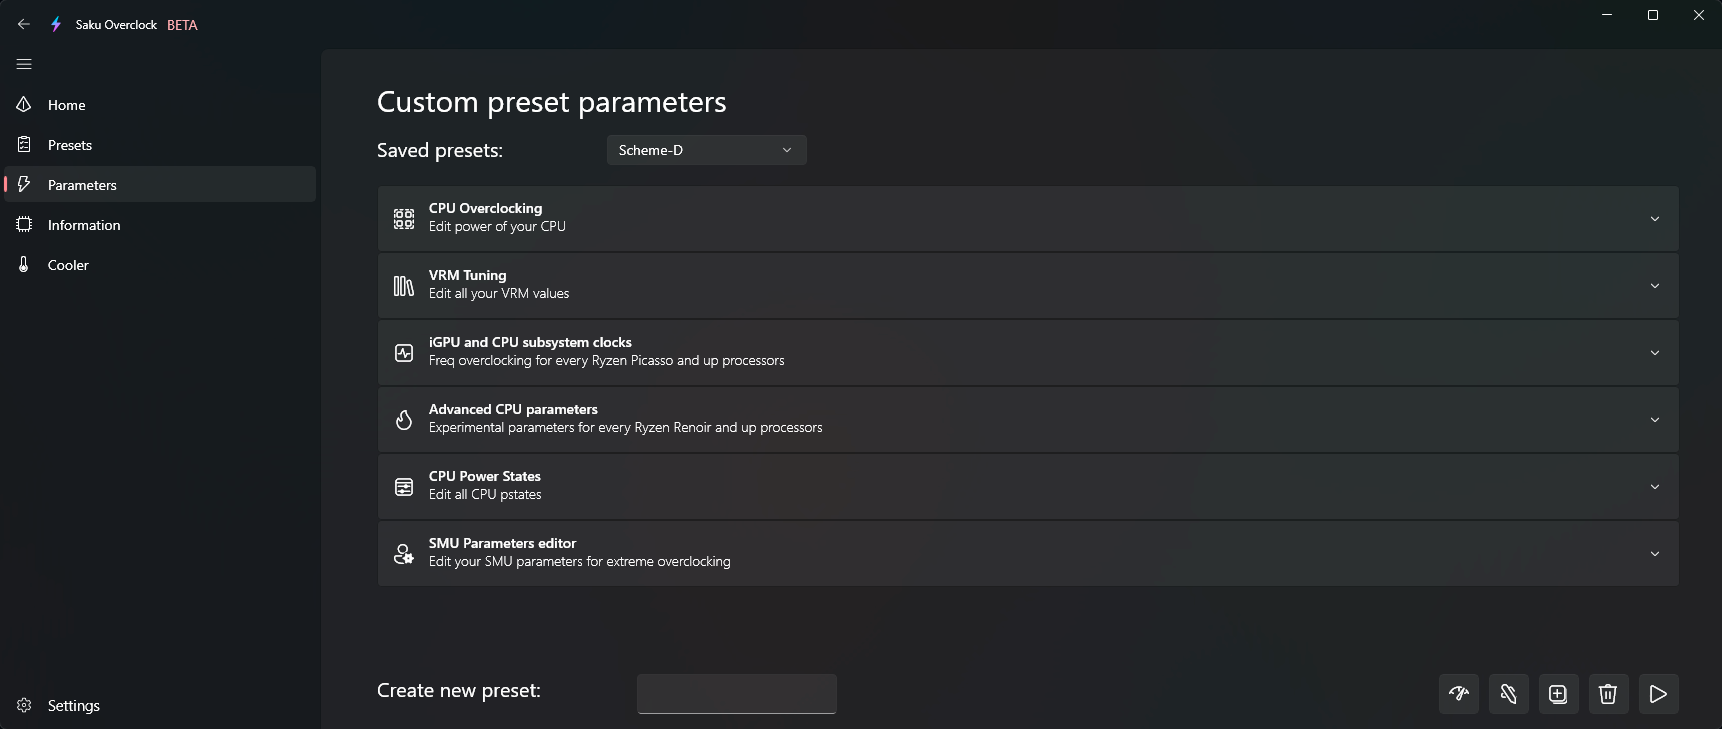 Saku Overclock BETA
Home
Presets
Parameters
Information
Cooler
Settings
Custom preset parameters
Saved presets: Scheme-D
CPU Overclocking
Edit power of your CPU
VRM Tuning
Edit all your VRM values
iGPU and CPU subsystem clocks
Freq overclocking for every Ryzen Picasso and up processors
Advanced CPU parameters
Experimental parameters for every Ryzen Renoir and up processors
CPU Power States
Edit all CPU pstates
SMU Parameters editor
Edit your SMU parameters for extreme overclocking
Create new preset: